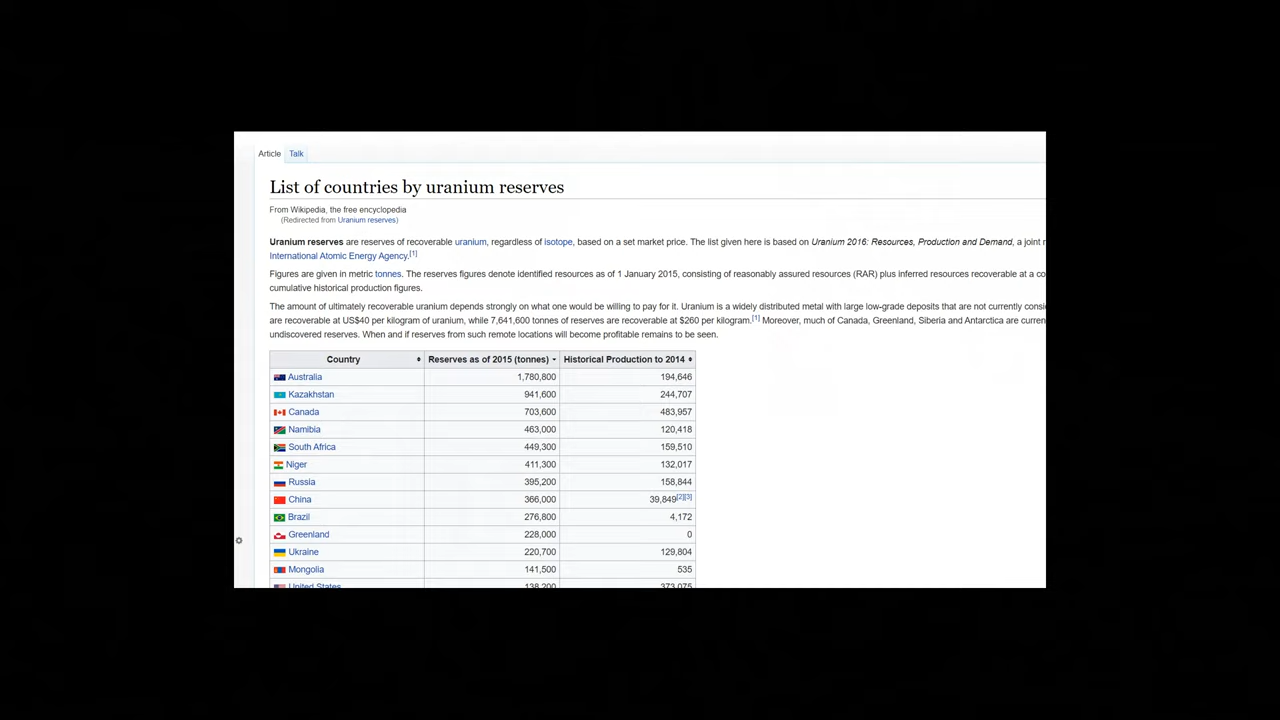 Article Talk
List of countries by uranium reserves
From Wikipedia, the free encyclopedia
(Redirected from Uranium reserves)
Uranium reserves are reserves of recoverable uranium, regardless of isotope, based on a set market price. The list given here is based on Uranium 2016: Resources, Production and Demand, a joint
International Atomic Energy Agency.[1]
Figures are given in metric tonnes. The reserves figures denote identified resources as of 1 January 2015, consisting of reasonably assured resources (RAR) plus inferred resources recoverable at a co
cumulative historical production figures.
The amount of ultimately recoverable uranium depends strongly on what one would be willing to pay for it. Uranium is a widely distributed metal with large low-grade deposits that are not currently consi
are recoverable at US$40 per kilogram of uranium, while 7,641,600 tonnes of reserves are recoverable at $260 per kilogram.[1] Moreover, much of Canada, Greenland, Siberia and Antarctica are curren
undiscovered reserves. When and if reserves from such remote locations will become profitable remains to be seen.
Country Reserves as of 2015 (tonnes) Historical Production to 2014
Australia 1,780,800 194,646
Kazakhstan 941,600 244,707
Canada 703,600 483,957
Namibia 463,000 120,418
South Africa 449,300 159,510
Niger 411,300 132,017
Russia 395,200 158,844
China 366,000 39,849[2][3]
Brazil 276,800 4,172
Greenland 228,000 0
Ukraine 220,700 129,804
Mongolia 141,500 535
United States 138,200 373,075